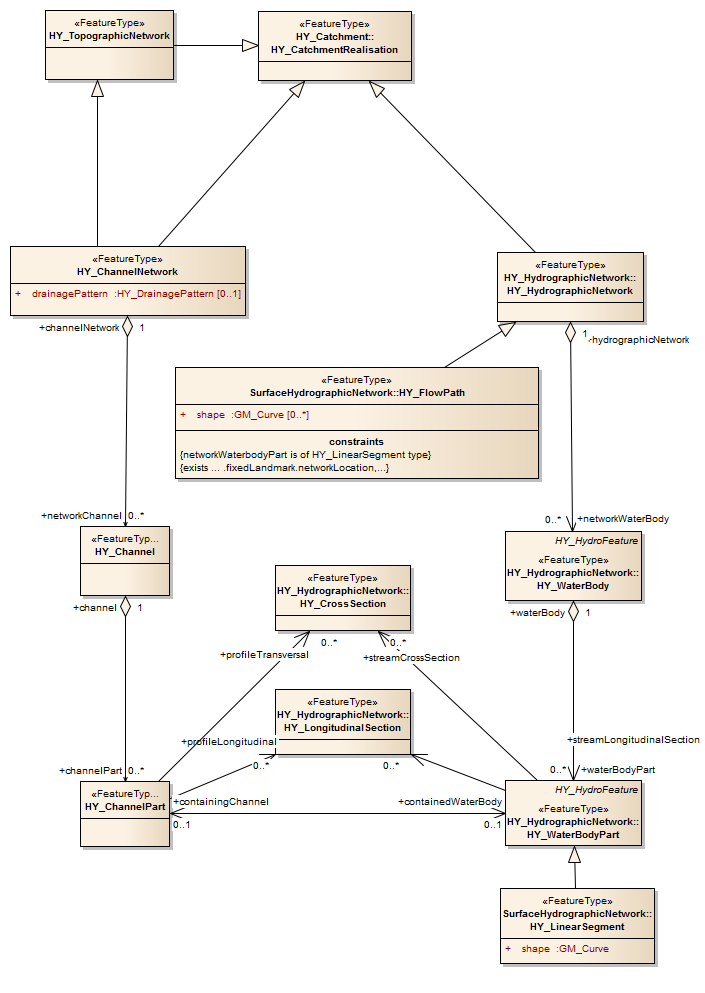 «FeatureType»
HY_TopographicNetwork
«FeatureType»
HY_Catchment::
HY_CatchmentRealisation
«FeatureType»
HY_ChannelNetwork
+ drainagePattern :HY_DrainagePattern [0..1]
«FeatureType»
HY_HydrographicNetwork::
HY_HydrographicNetwork
+channelNetwork 1
1
-hydrographicNetwork
«FeatureType»
SurfaceHydrographicNetwork::HY_FlowPath
+ shape :GM_Curve [0..*]
constraints
{networkWaterbodyPart is of HY_LinearSegment type}
{exists ... .fixedLandmark.networkLocation,...}
+networkChannel 0..*
0..* +networkWaterBody
«FeatureTyp...
HY_Channel
HY_HydroFeature
«FeatureType»
HY_HydrographicNetwork::
HY_WaterBody
«FeatureType»
HY_HydrographicNetwork::
HY_CrossSection
+channel 1
+waterBody 1
0..* 0..*
+profileTransversal
+streamCrossSection
«FeatureType»
HY_HydrographicNetwork::
HY_LongitudinalSection
+profileLongitudinal
+streamLongitudinalSection
0..* 0..*
+channelPart 0..*
0..* +waterBodyPart
«FeatureTyp...
HY_ChannelPart
HY_HydroFeature
«FeatureType»
HY_HydrographicNetwork::
HY_WaterBodyPart
+containingChannel
+containedWaterBody
0..1 0..1
«FeatureType»
SurfaceHydrographicNetwork::
HY_LinearSegment
+ shape :GM_Curve